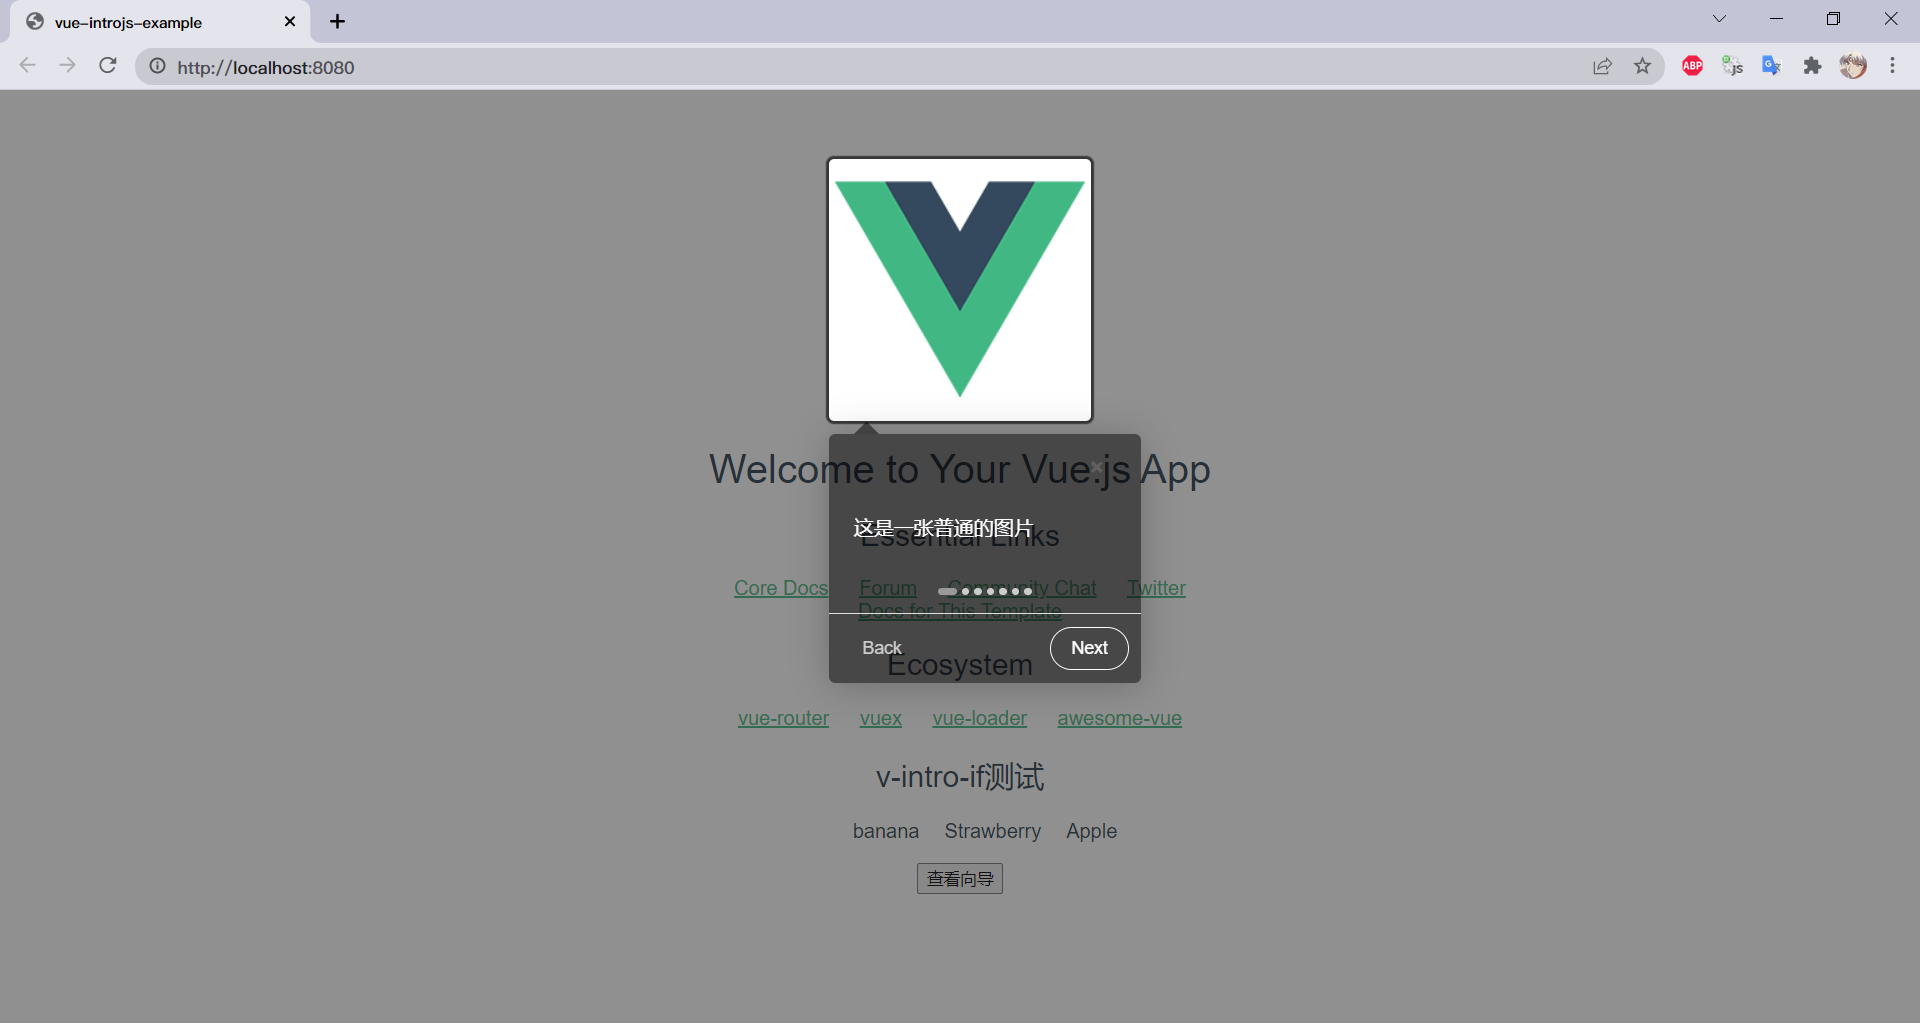 vue-introjs-example
http://localhost:8080
ABP
JS
G
Welcome to Your Vue.js App
这是一张普通的图片
Essential Links
Core Docs Forum Community Chat Twitter
Docs for This Template
Back Next
Ecosystem
vue-router vuex vue-loader awesome-vue
v-intro-if测试
banana Strawberry Apple
查看向导